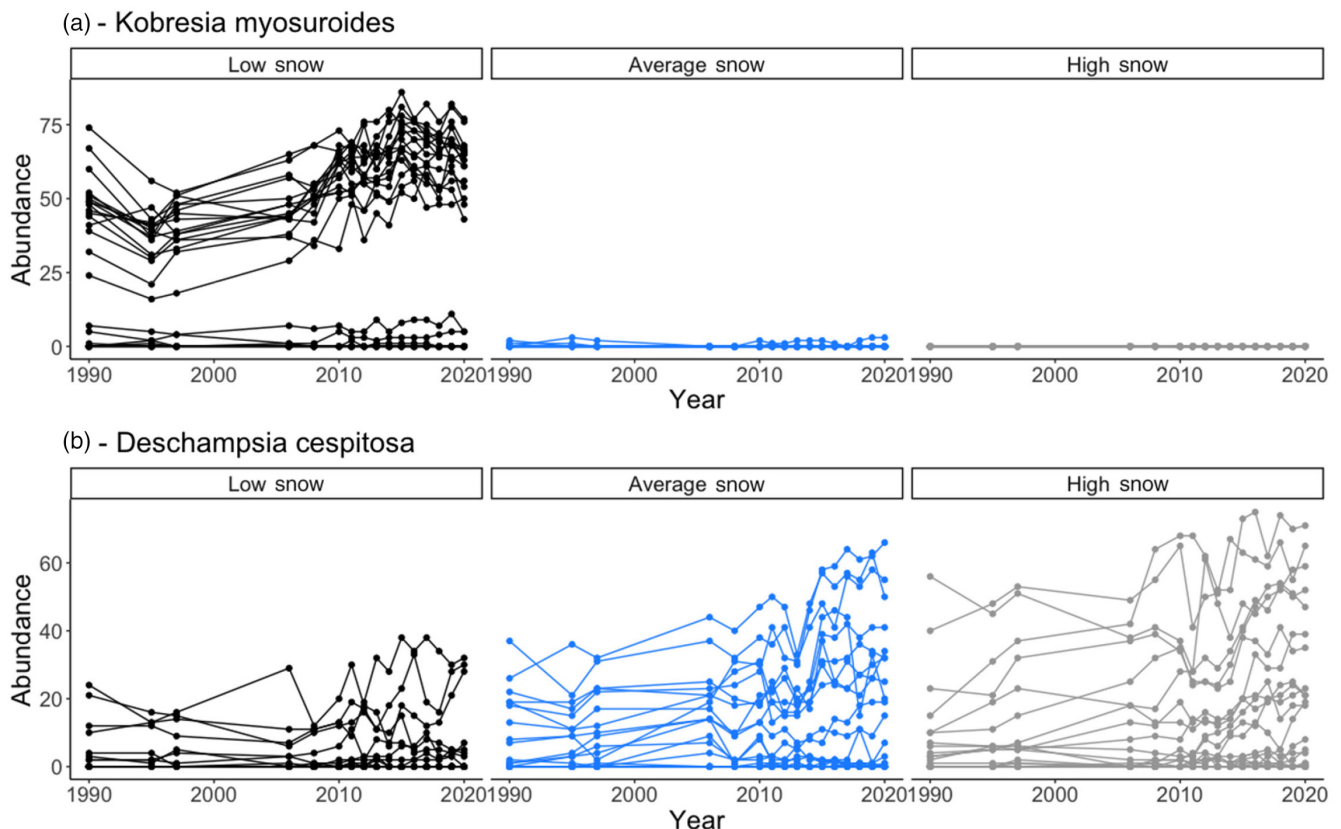 (a) - Kobresia myosuroides
Low snow Average snow High snow
75
50
25
0
Abundance
1990 2000 2010 2020 1990 2000 2010 2020 1990 2000 2010 2020
Year
(b) - Deschampsia cespitosa
Low snow Average snow High snow
60
40
20
0
Abundance
1990 2000 2010 2020 1990 2000 2010 2020 1990 2000 2010 2020
Year